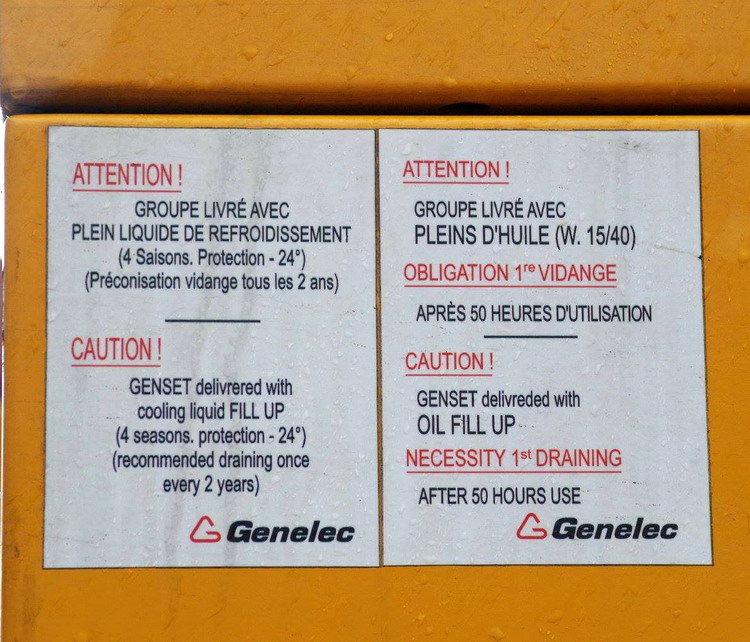 ATTENTION !
GROUPE LIVRÉ AVEC
PLEIN LIQUIDE DE REFROIDISSEMENT
(4 Saisons. Protection - 24°)
(Préconisation vidange tous les 2 ans)
CAUTION !
GENSET delivrered with
cooling liquid FILL UP
(4 seasons. protection - 24°)
(recommended draining once
every 2 years)
Genelec
ATTENTION !
GROUPE LIVRÉ AVEC
PLEINS D'HUILE (W. 15/40)
OBLIGATION 1re VIDANGE
APRÈS 50 HEURES D'UTILISATION
CAUTION !
GENSET delivreded with
OIL FILL UP
NECESSITY 1st DRAINING
AFTER 50 HOURS USE
Genelec